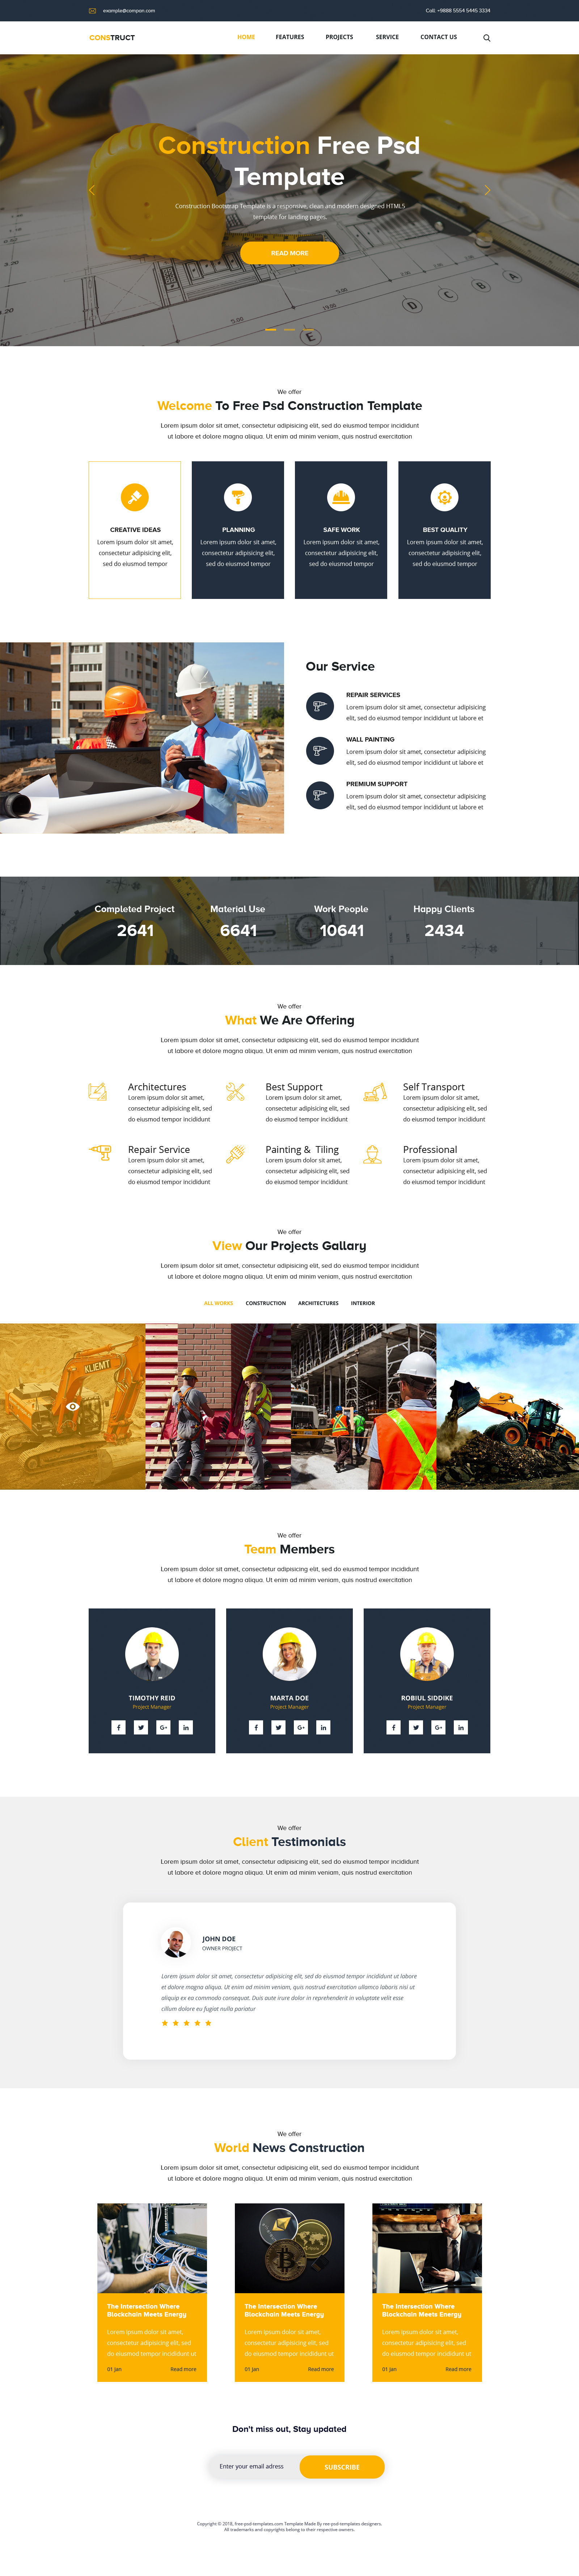 example@compan.com
Call: +9888 5554 5445 3334
CONSTRUCT
HOME
FEATURES
PROJECTS
SERVICE
CONTACT US
Construction Free Psd
Template
Construction Bootstrap Template is a responsive, clean and modern designed HTML5
template for landing pages.
READ MORE
5.00
15.00
A
B
C
D
E
We offer
Welcome To Free Psd Construction Template
Lorem ipsum dolor sit amet, consectetur adipisicing elit, sed do eiusmod tempor incididunt
ut labore et dolore magna aliqua. Ut enim ad minim veniam, quis nostrud exercitation
CREATIVE IDEAS
Lorem ipsum dolor sit amet,
consectetur adipisicing elit,
sed do eiusmod tempor
PLANNING
Lorem ipsum dolor sit amet,
consectetur adipisicing elit,
sed do eiusmod tempor
SAFE WORK
Lorem ipsum dolor sit amet,
consectetur adipisicing elit,
sed do eiusmod tempor
BEST QUALITY
Lorem ipsum dolor sit amet,
consectetur adipisicing elit,
sed do eiusmod tempor
Our Service
REPAIR SERVICES
Lorem ipsum dolor sit amet, consectetur adipisicing
elit, sed do eiusmod tempor incididunt ut labore et
WALL PAINTING
Lorem ipsum dolor sit amet, consectetur adipisicing
elit, sed do eiusmod tempor incididunt ut labore et
PREMIUM SUPPORT
Lorem ipsum dolor sit amet, consectetur adipisicing
elit, sed do eiusmod tempor incididunt ut labore et
Completed Project
2641
Material Use
6641
Work People
10641
Happy Clients
2434
We offer
What We Are Offering
Lorem ipsum dolor sit amet, consectetur adipisicing elit, sed do eiusmod tempor incididunt
ut labore et dolore magna aliqua. Ut enim ad minim veniam, quis nostrud exercitation
Architectures
Lorem ipsum dolor sit amet,
consectetur adipisicing elit, sed
do eiusmod tempor incididunt
Best Support
Lorem ipsum dolor sit amet,
consectetur adipisicing elit, sed
do eiusmod tempor incididunt
Self Transport
Lorem ipsum dolor sit amet,
consectetur adipisicing elit, sed
do eiusmod tempor incididunt
Repair Service
Lorem ipsum dolor sit amet,
consectetur adipisicing elit, sed
do eiusmod tempor incididunt
Painting & Tiling
Lorem ipsum dolor sit amet,
consectetur adipisicing elit, sed
do eiusmod tempor incididunt
Professional
Lorem ipsum dolor sit amet,
consectetur adipisicing elit, sed
do eiusmod tempor incididunt
We offer
View Our Projects Gallary
Lorem ipsum dolor sit amet, consectetur adipisicing elit, sed do eiusmod tempor incididunt
ut labore et dolore magna aliqua. Ut enim ad minim veniam, quis nostrud exercitation
ALL WORKS
CONSTRUCTION
ARCHITECTURES
INTERIOR
KLIEMT
We offer
Team Members
Lorem ipsum dolor sit amet, consectetur adipisicing elit, sed do eiusmod tempor incididunt
ut labore et dolore magna aliqua. Ut enim ad minim veniam, quis nostrud exercitation
TIMOTHY REID
Project Manager
MARTA DOE
Project Manager
ROBIUL SIDDIKE
Project Manager
We offer
Client Testimonials
Lorem ipsum dolor sit amet, consectetur adipisicing elit, sed do eiusmod tempor incididunt
ut labore et dolore magna aliqua. Ut enim ad minim veniam, quis nostrud exercitation
JOHN DOE
OWNER PROJECT
Lorem ipsum dolor sit amet, consectetur adipisicing elit, sed do eiusmod tempor incididunt ut labore
et dolore magna aliqua. Ut enim ad minim veniam, quis nostrud exercitation ullamco laboris nisi ut
aliquip ex ea commodo consequat. Duis aute irure dolor in reprehenderit in voluptate velit esse
cillum dolore eu fugiat nulla pariatur
We offer
World News Construction
Lorem ipsum dolor sit amet, consectetur adipisicing elit, sed do eiusmod tempor incididunt
ut labore et dolore magna aliqua. Ut enim ad minim veniam, quis nostrud exercitation
The Intersection Where
Blockchain Meets Energy
Lorem ipsum dolor sit amet,
consectetur adipisicing elit, sed
do eiusmod tempor incididunt ut
01 Jan
Read more
The Intersection Where
Blockchain Meets Energy
Lorem ipsum dolor sit amet,
consectetur adipisicing elit, sed
do eiusmod tempor incididunt ut
01 Jan
Read more
The Intersection Where
Blockchain Meets Energy
Lorem ipsum dolor sit amet,
consectetur adipisicing elit, sed
do eiusmod tempor incididunt ut
01 Jan
Read more
Don't miss out, Stay updated
Enter your email adress
SUBSCRIBE
Copyright © 2018, free-psd-templates.com Template Made By ree-psd-templates designers.
All trademarks and copyrights belong to their respective owners.